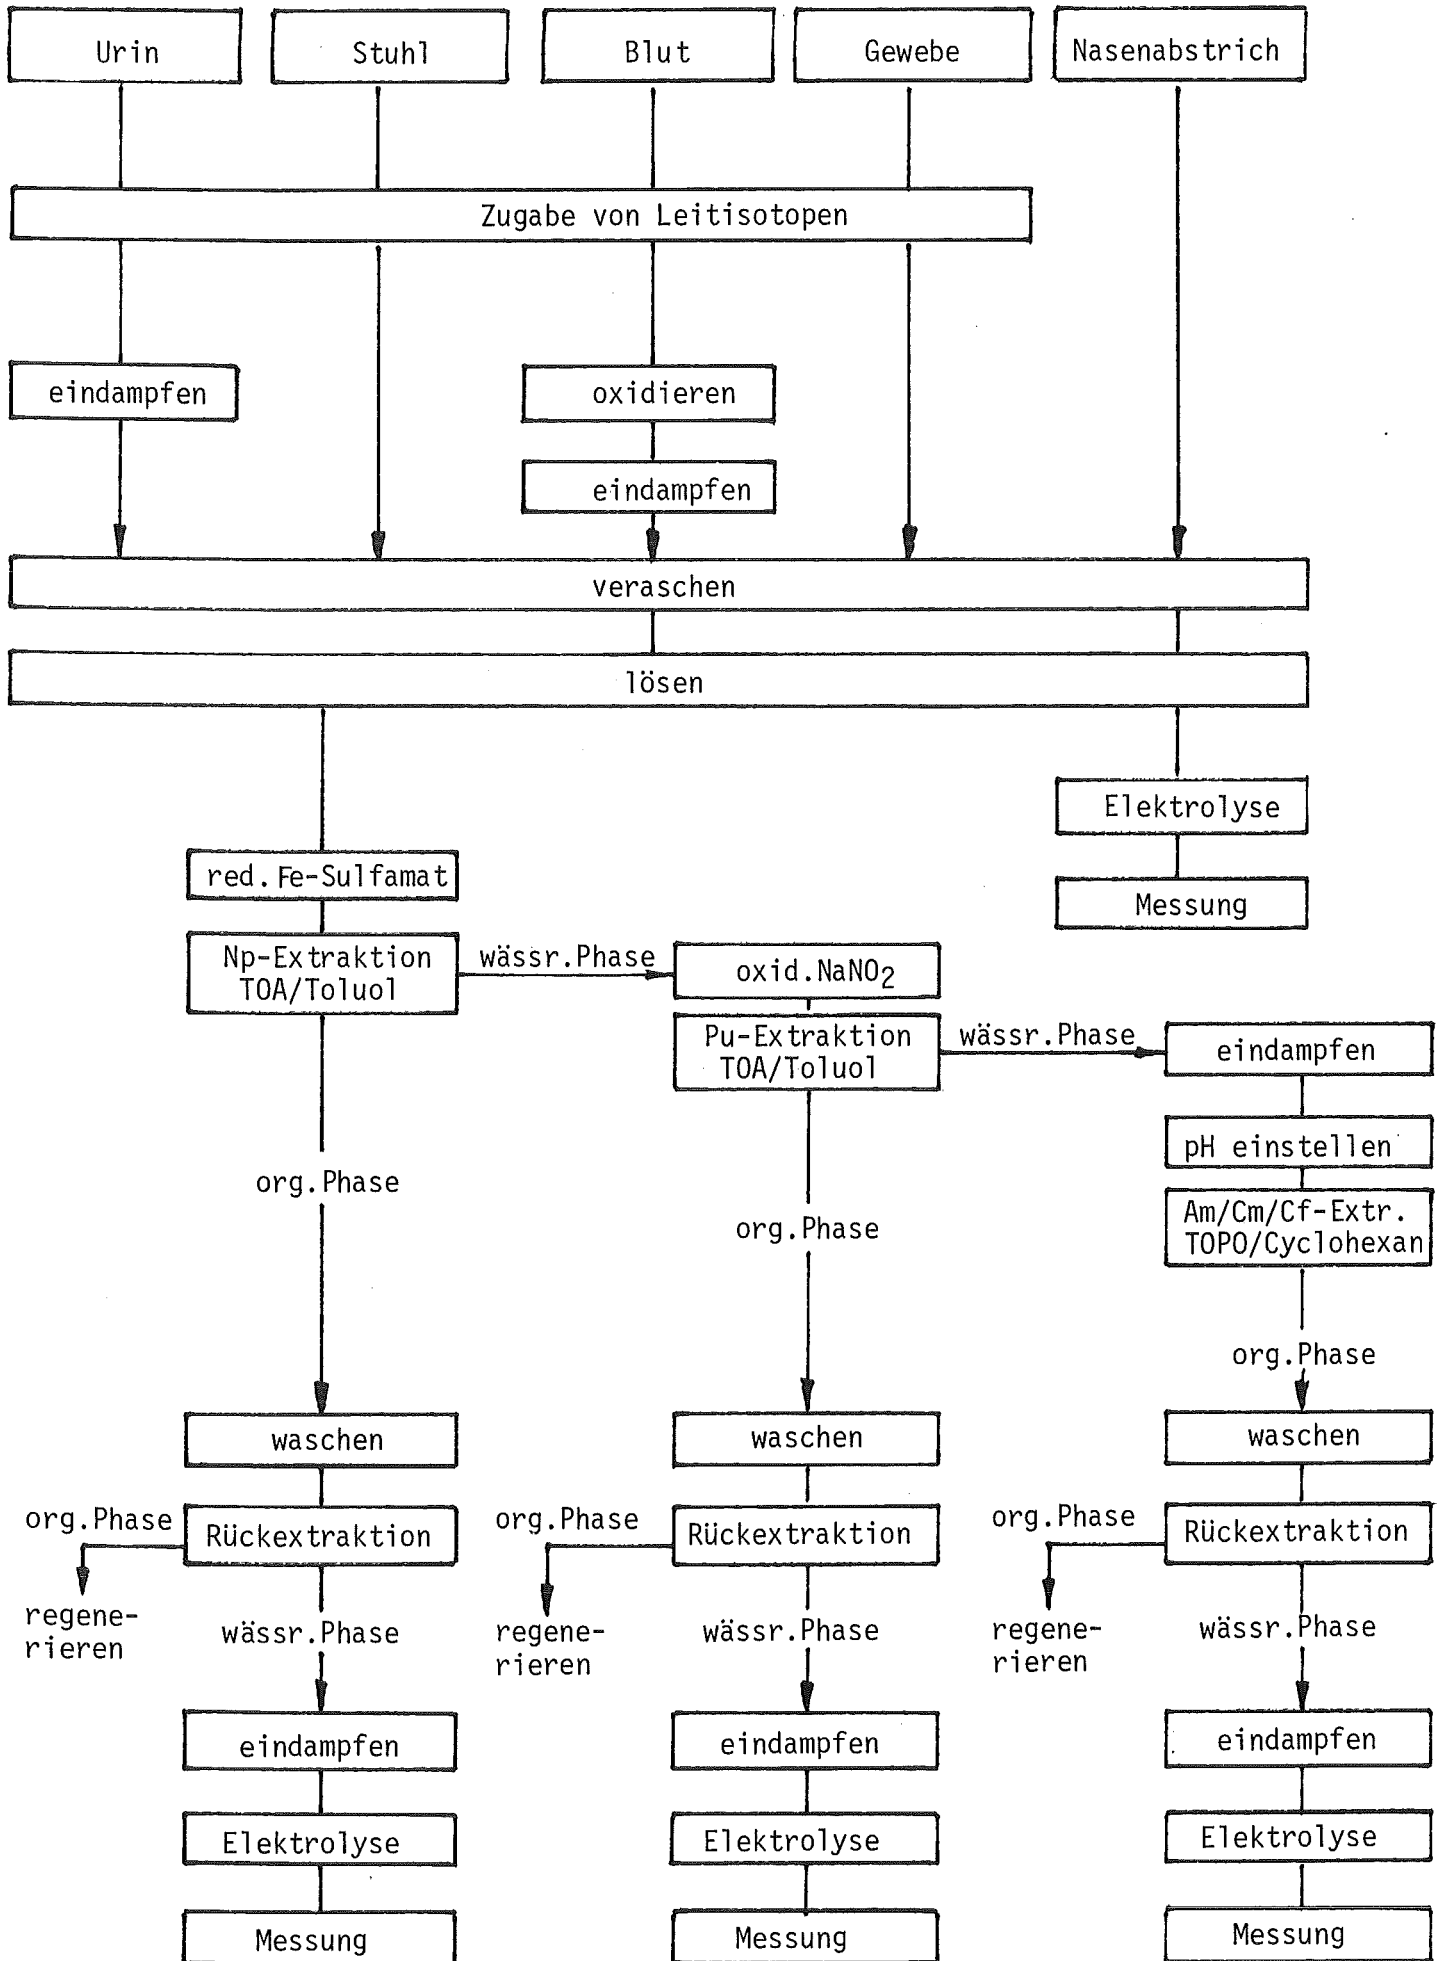 Urin
Stuhl
Blut
Gewebe
Nasenabstrich
Zugabe von Leitisotopen
eindampfen
oxidieren
eindampfen
veraschen
lösen
Elektrolyse
Messung
red.Fe-Sulfamat
Np-Extraktion
TOA/Toluol
wässr.Phase
oxid.NaNO2
Pu-Extraktion
TOA/Toluol
wässr.Phase
eindampfen
pH einstellen
Am/Cm/Cf-Extr.
TOPO/Cyclohexan
org.Phase
org.Phase
org.Phase
waschen
waschen
waschen
org.Phase
Rückextraktion
org.Phase
Rückextraktion
org.Phase
Rückextraktion
regene-
rieren
wässr.Phase
regene-
rieren
wässr.Phase
regene-
rieren
wässr.Phase
eindampfen
eindampfen
eindampfen
Elektrolyse
Elektrolyse
Elektrolyse
Messung
Messung
Messung